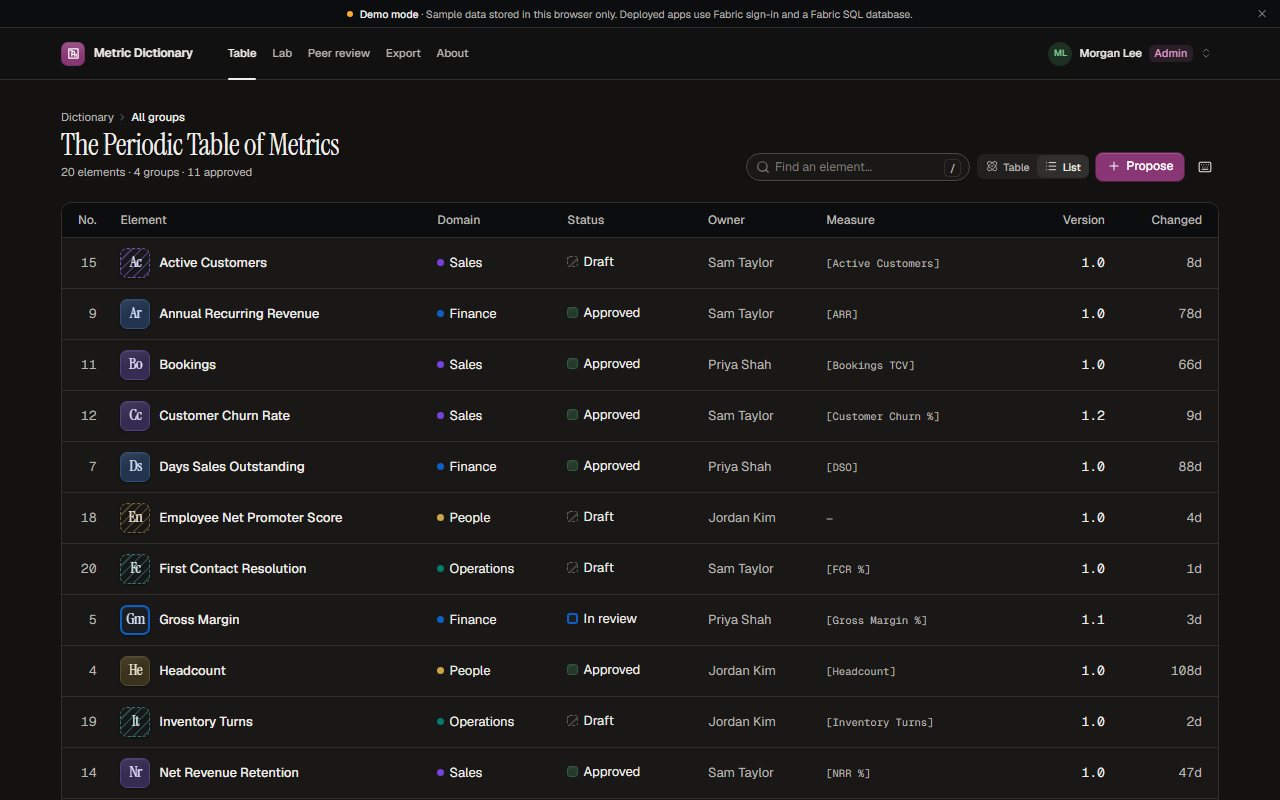 Demo mode · Sample data stored in this browser only. Deployed apps use Fabric sign-in and a Fabric SQL database.
Metric Dictionary Table Lab Peer review Export About ML Morgan Lee Admin
Dictionary All groups
The Periodic Table of Metrics
20 elements · 4 groups · 11 approved
Find an element... / Table List + Propose
No. Element Domain Status Owner Measure Version Changed
15 Ac Active Customers Sales Draft Sam Taylor [Active Customers] 1.0 8d
9 Ar Annual Recurring Revenue Finance Approved Sam Taylor [ARR] 1.0 78d
11 Bo Bookings Sales Approved Priya Shah [Bookings TCV] 1.0 66d
12 Cc Customer Churn Rate Sales Approved Sam Taylor [Customer Churn %] 1.2 9d
7 Ds Days Sales Outstanding Finance Approved Priya Shah [DSO] 1.0 88d
18 En Employee Net Promoter Score People Draft Jordan Kim – 1.0 4d
20 Fc First Contact Resolution Operations Draft Sam Taylor [FCR %] 1.0 1d
5 Gm Gross Margin Finance In review Priya Shah [Gross Margin %] 1.1 3d
4 He Headcount People Approved Jordan Kim [Headcount] 1.0 108d
19 It Inventory Turns Operations Draft Jordan Kim [Inventory Turns] 1.0 2d
14 Nr Net Revenue Retention Sales Approved Sam Taylor [NRR %] 1.0 47d